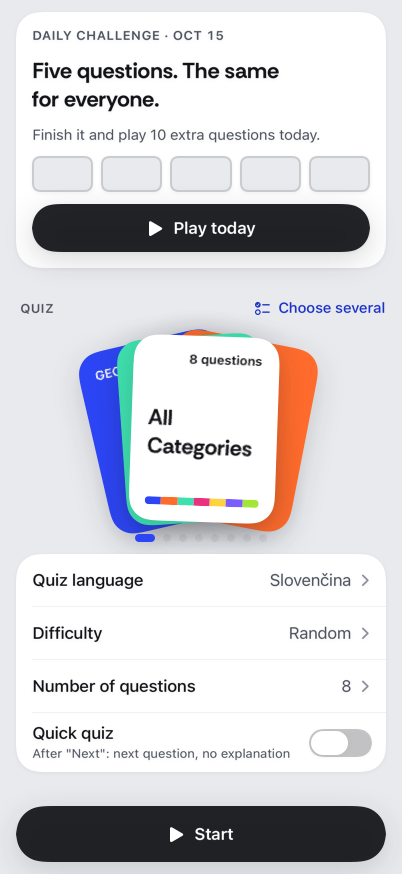 DAILY CHALLENGE · OCT 15
Five questions. The same
for everyone.
Finish it and play 10 extra questions today.
Play today
QUIZ
Choose several
8 questions
All
Categories
Quiz language
Slovenčina
Difficulty
Random
Number of questions
8
Quick quiz
After "Next": next question, no explanation
Start